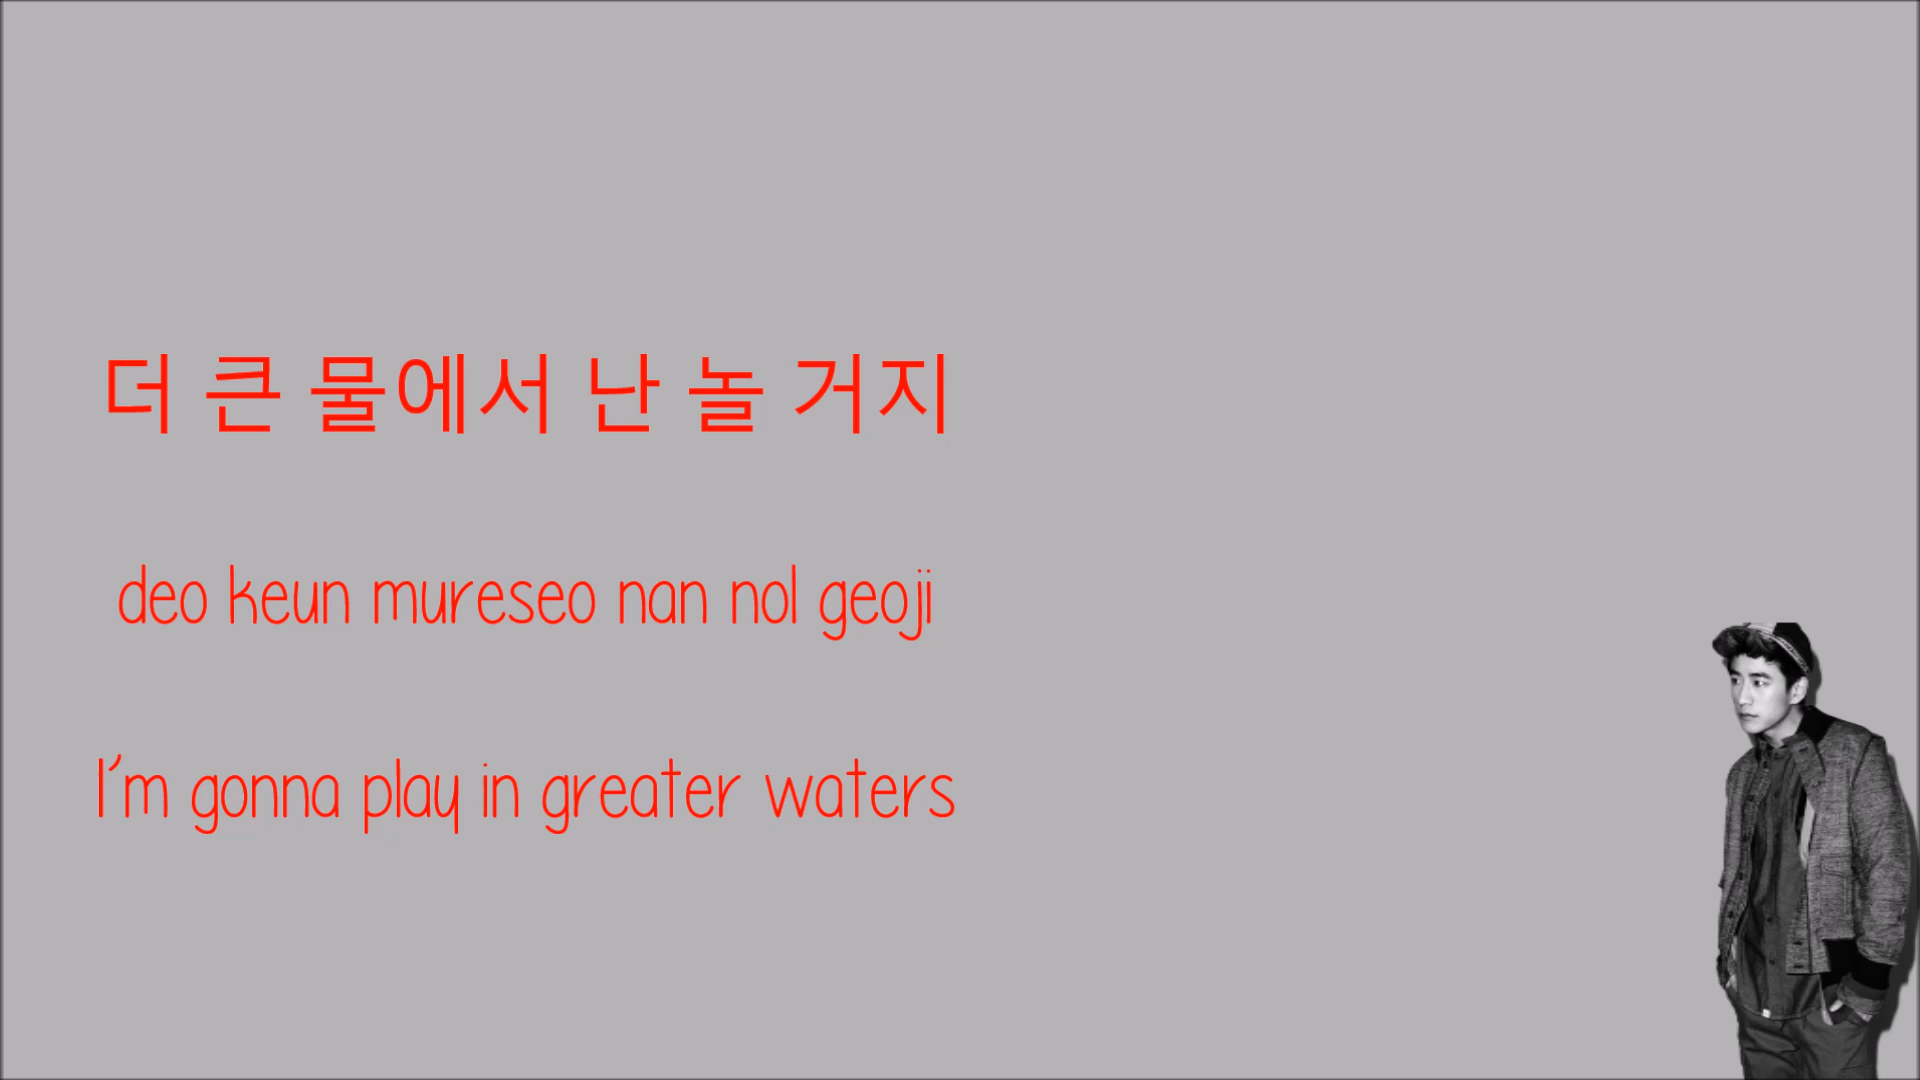 더 큰 물에서 난 놀 거지
deo keun mureseo nan nol geoji
I'm gonna play in greater waters